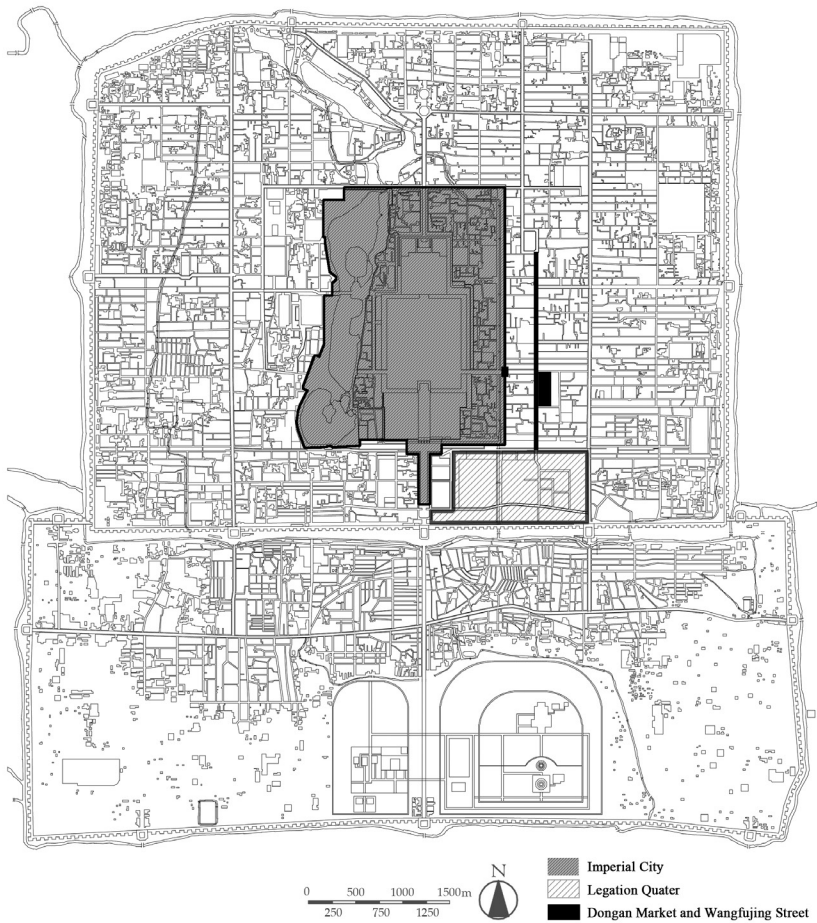 N
Imperial City
0 500 1000 1500m
Legation Quater
250 750 1250
Dongan Market and Wangfujing Street